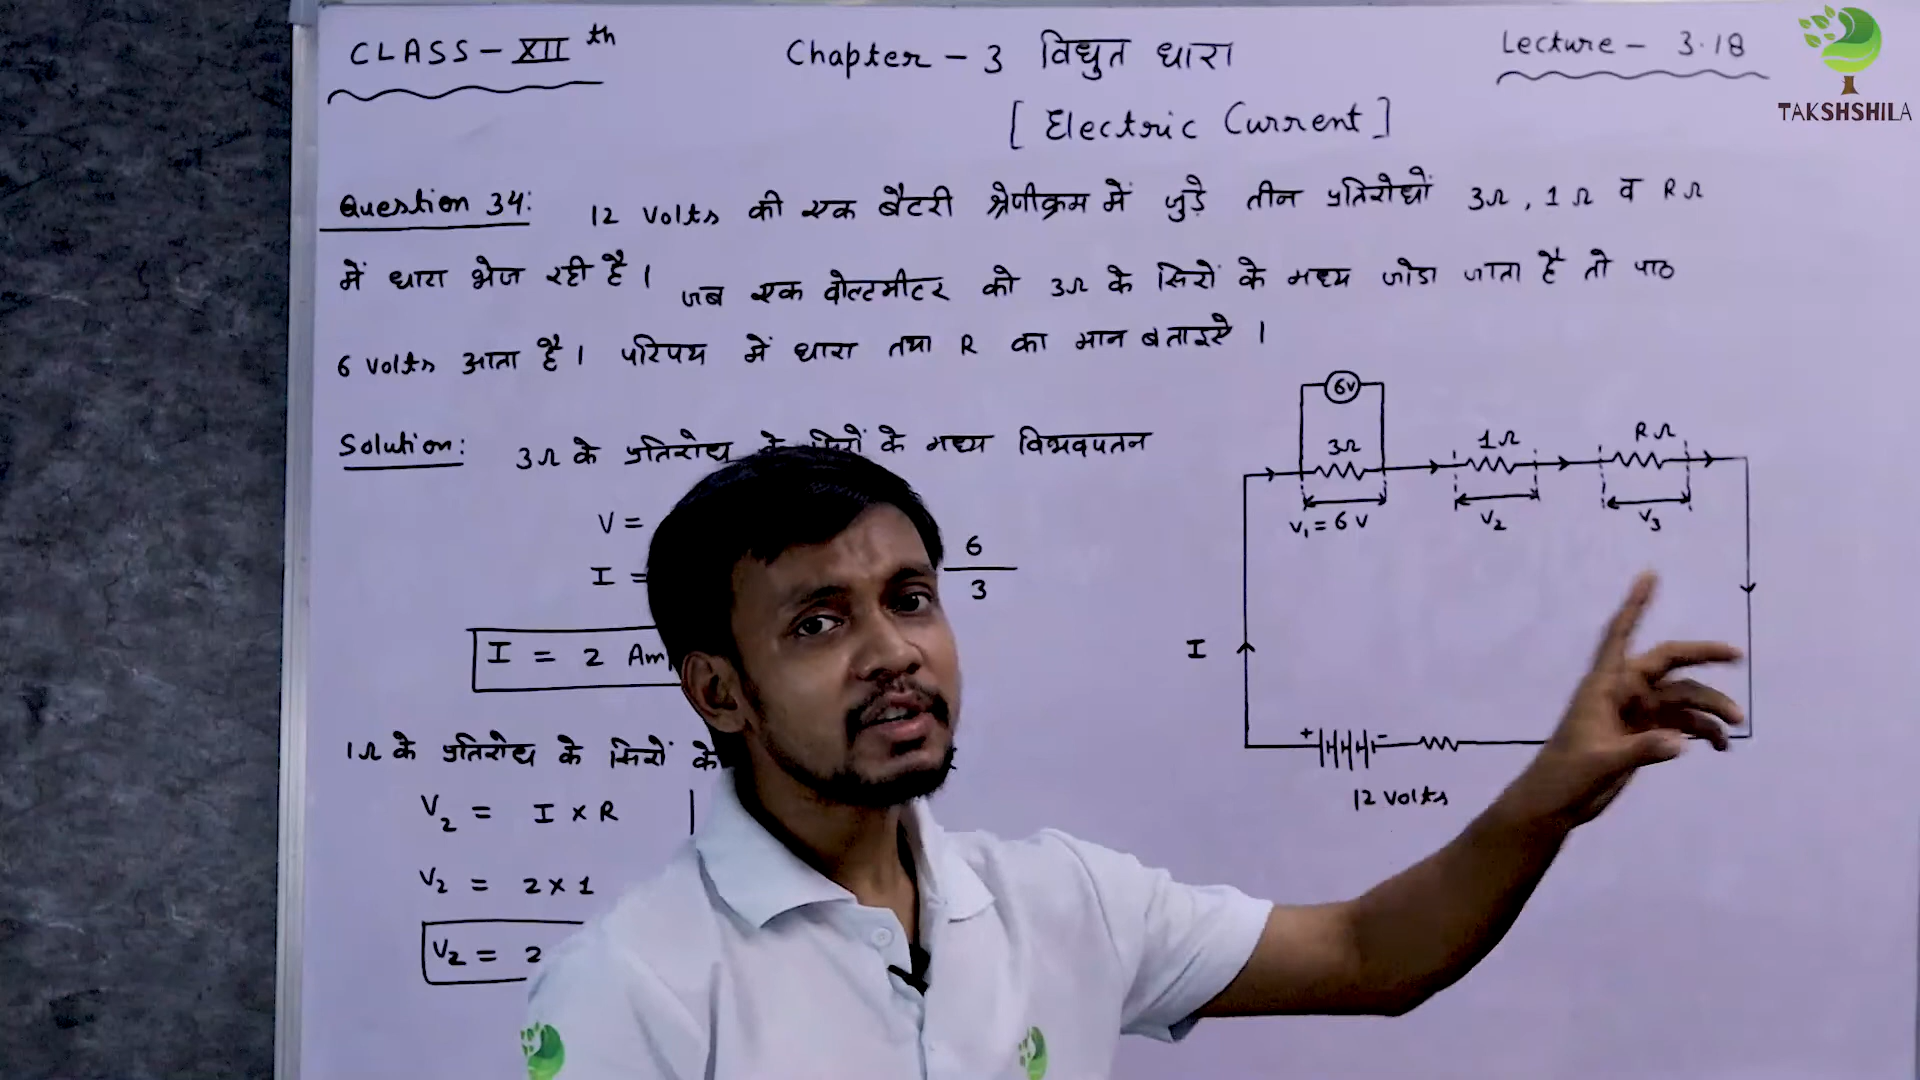 CLASS – XII th
Chapter – 3 विद्युत धारा
[ Electric Current ]
Lecture – 3.18
TAKSHSHILA
Question 34: 12 Volts की एक बैटरी श्रेणीक्रम में जुड़े तीन प्रतिरोधों 3Ω, 1Ω व RΩ
में धारा भेज रही है। जब एक वोल्टमीटर को 3Ω के सिरों के मध्य जोडा जाता है तो पाठ
6 volts आता है। परिपथ में धारा तथा R का मान बताइये।
Solution: 3Ω के प्रतिरोध के सिरों के मध्य विभवपतन
V =
I = 6/3
I = 2 Am
1Ω के प्रतिरोध के सिरों के
V₂ = I × R |
V₂ = 2 × 1
V₂ = 2
6V
3Ω 1Ω RΩ
V₁ = 6 V V₂ V₃
I
+ -
12 volts